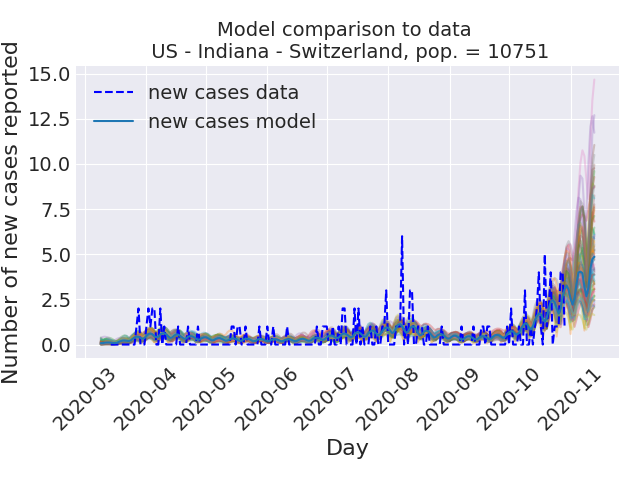 Model comparison to data
US - Indiana - Switzerland, pop. = 10751
Number of new cases reported
15.0
12.5
10.0
7.5
5.0
2.5
0.0
new cases data
new cases model
2020-03
2020-04
2020-05
2020-06
2020-07
2020-08
2020-09
2020-10
2020-11
Day